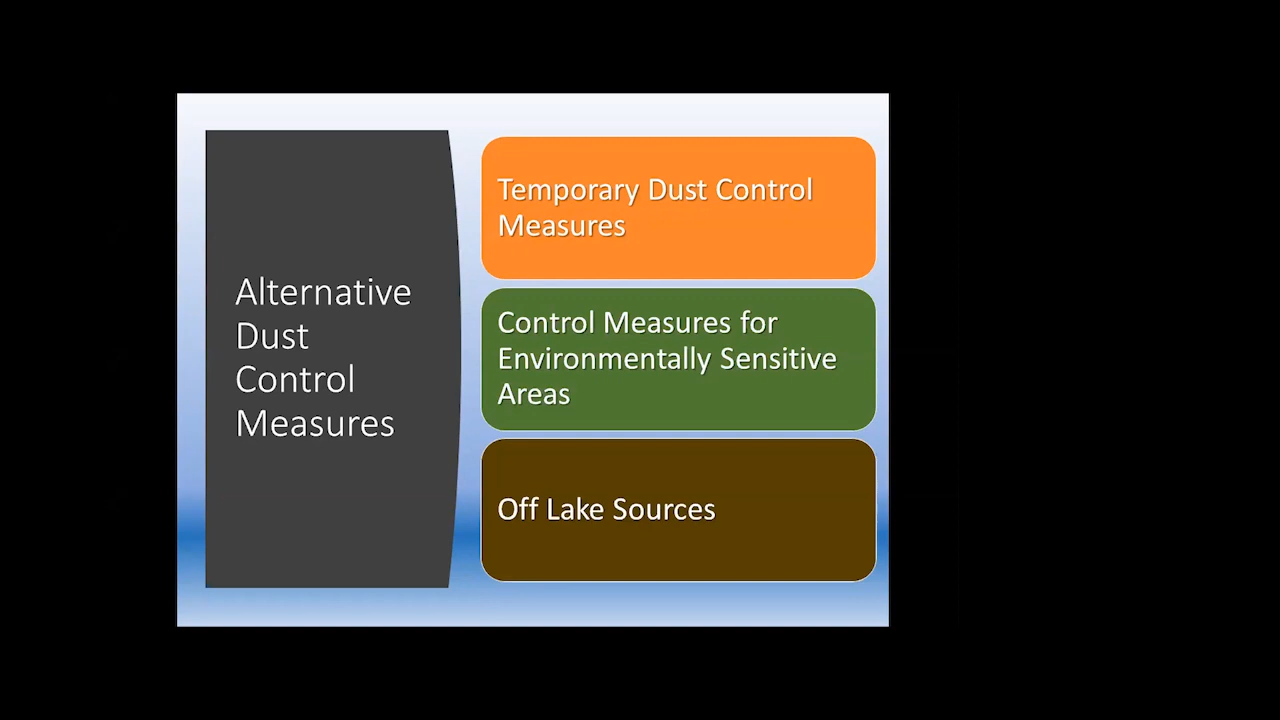 Alternative
Dust
Control
Measures
Temporary Dust Control
Measures
Control Measures for
Environmentally Sensitive
Areas
Off Lake Sources